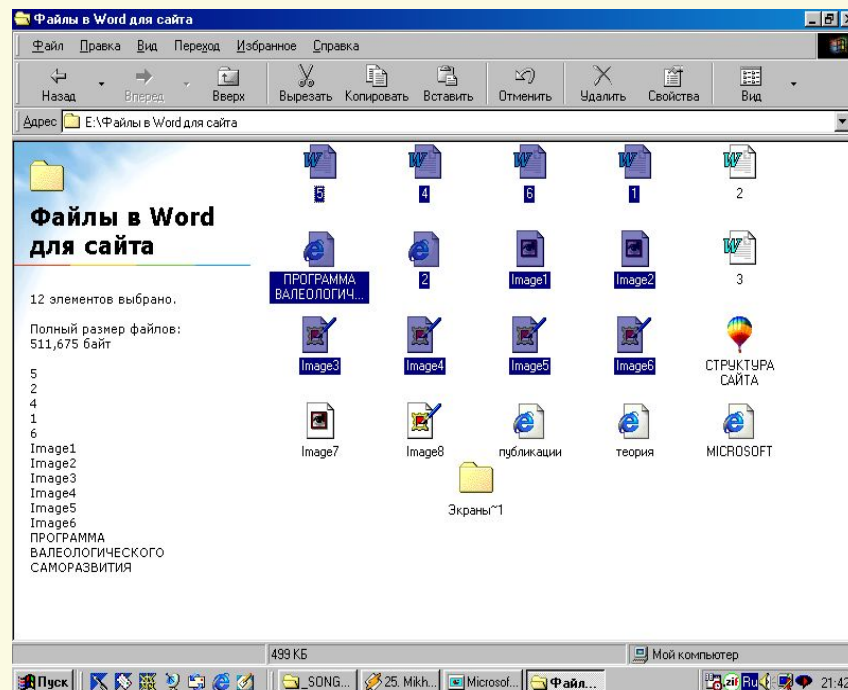 Файлы в Word для сайта
Файл Правка Вид Переход Избранное Справка
Назад Вперед Вверх Вырезать Копировать Вставить Отменить Удалить Свойства Вид
Адрес E:\Файлы в Word для сайта
Файлы в Word
для сайта
12 элементов выбрано.
Полный размер файлов:
511,675 байт
5
2
4
1
6
Image1
Image2
Image3
Image4
Image5
Image6
ПРОГРАММА
ВАЛЕОЛОГИЧЕСКОГО
САМОРАЗВИТИЯ
5 4 6 1 2
ПРОГРАММА
ВАЛЕОЛОГИЧ...
2 Image1 Image2 3
Image3 Image4 Image5 Image6 СТРУКТУРА
САЙТА
Image7 Image8 публикации теория MICROSOFT
Экраны~1
499 КБ Мой компьютер
Пуск _SONG... 25. Mikh... Microsof... Файл... .zif Ru 21:42